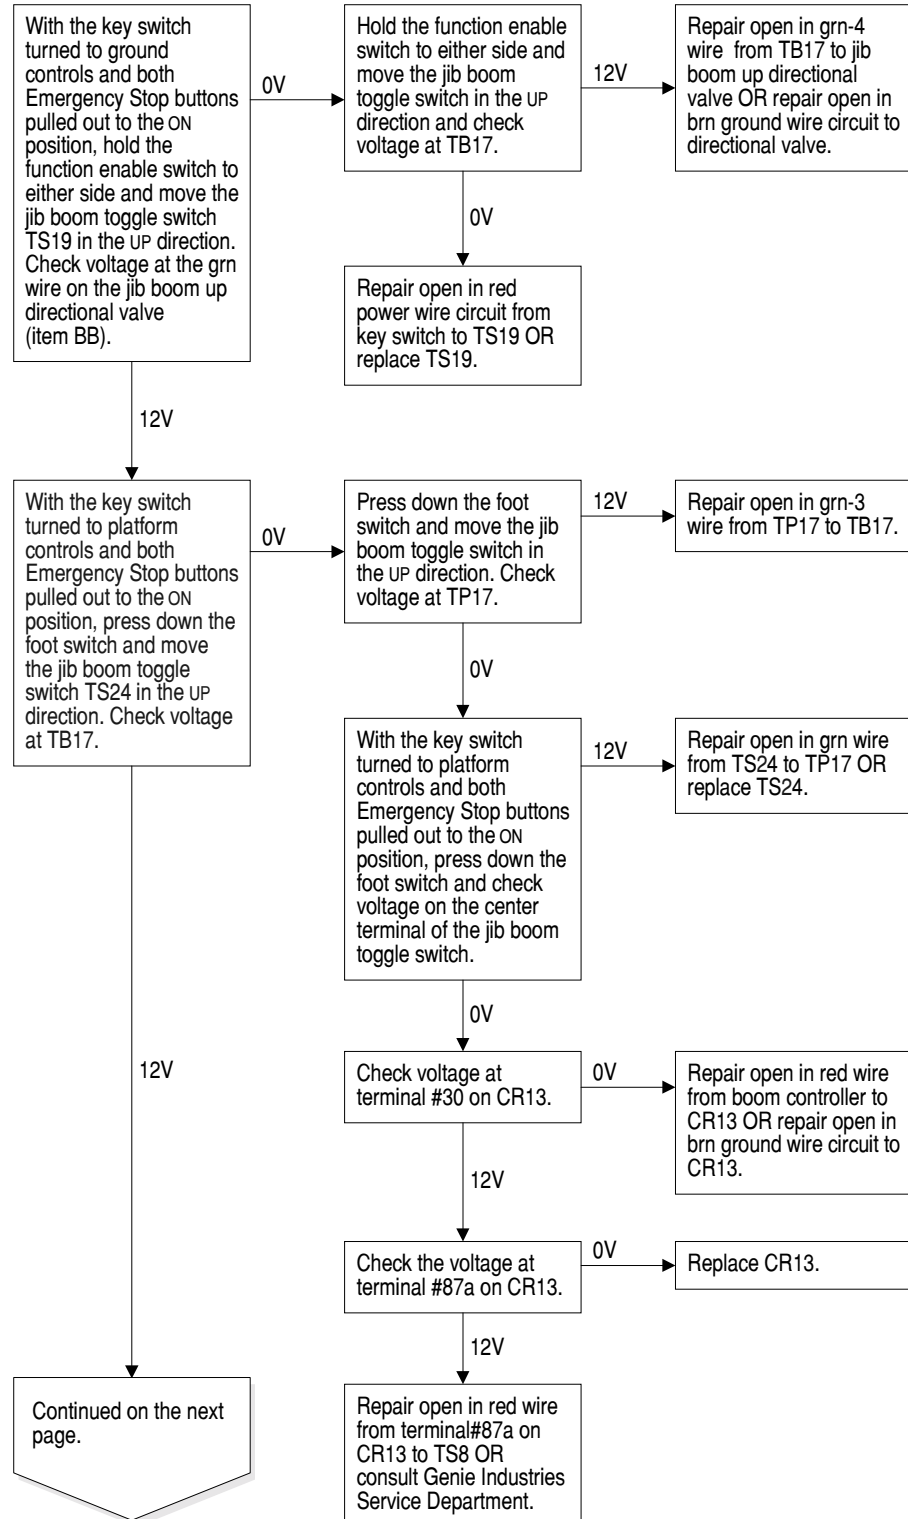 With the key switch
turned to ground
controls and both
Emergency Stop buttons
pulled out to the ON
position, hold the
function enable switch to
either side and move the
jib boom toggle switch
TS19 in the UP direction.
Check voltage at the grn
wire on the jib boom up
directional valve
(item BB).
0V
Hold the function enable
switch to either side and
move the jib boom
toggle switch in the UP
direction and check
voltage at TB17.
12V
Repair open in grn-4
wire from TB17 to jib
boom up directional
valve OR repair open in
brn ground wire circuit to
directional valve.
0V
Repair open in red
power wire circuit from
key switch to TS19 OR
replace TS19.
12V
With the key switch
turned to platform
controls and both
Emergency Stop buttons
pulled out to the ON
position, press down the
foot switch and move
the jib boom toggle
switch TS24 in the UP
direction. Check voltage
at TB17.
0V
Press down the foot
switch and move the jib
boom toggle switch in
the UP direction. Check
voltage at TP17.
12V
Repair open in grn-3
wire from TP17 to TB17.
0V
With the key switch
turned to platform
controls and both
Emergency Stop buttons
pulled out to the ON
position, press down the
foot switch and check
voltage on the center
terminal of the jib boom
toggle switch.
12V
Repair open in grn wire
from TS24 to TP17 OR
replace TS24.
0V
Check voltage at
terminal #30 on CR13.
0V
Repair open in red wire
from boom controller to
CR13 OR repair open in
brn ground wire circuit to
CR13.
12V
Check the voltage at
terminal #87a on CR13.
0V
Replace CR13.
12V
Repair open in red wire
from terminal#87a on
CR13 to TS8 OR
consult Genie Industries
Service Department.
12V
Continued on the next
page.